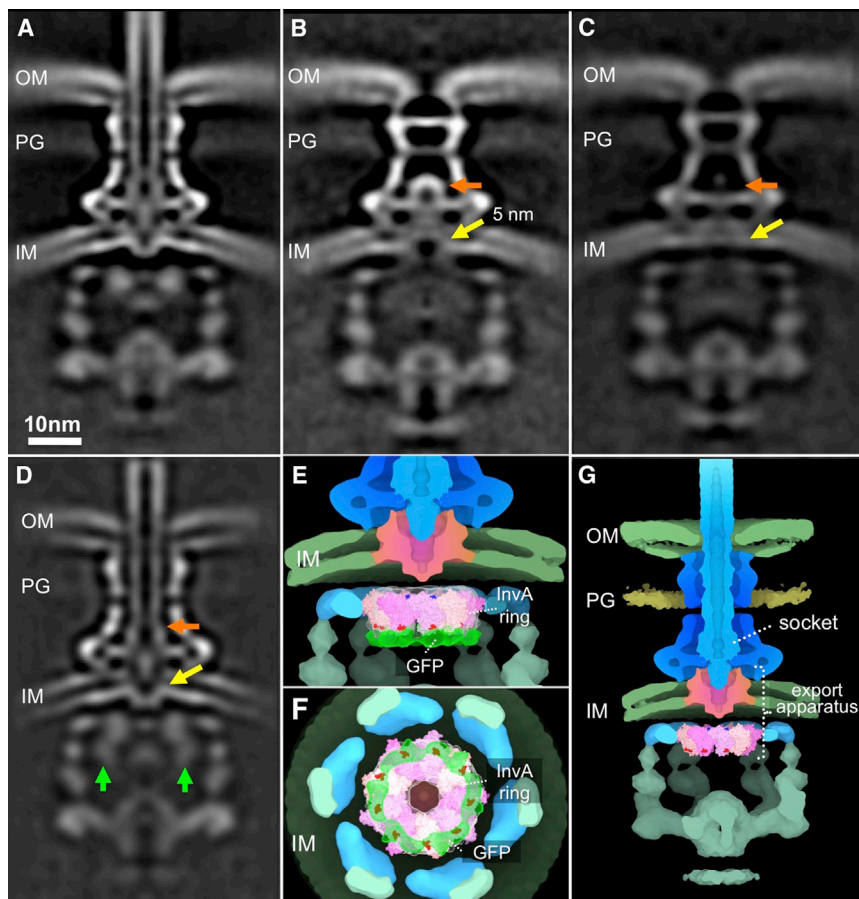 A
OM
PG
IM
10nm
B
OM
PG
5 nm
IM
C
OM
PG
IM
D
OM
PG
IM
E
IM
InvA
ring
GFP
F
InvA
ring
IM
GFP
G
OM
PG
socket
export
IM
apparatus